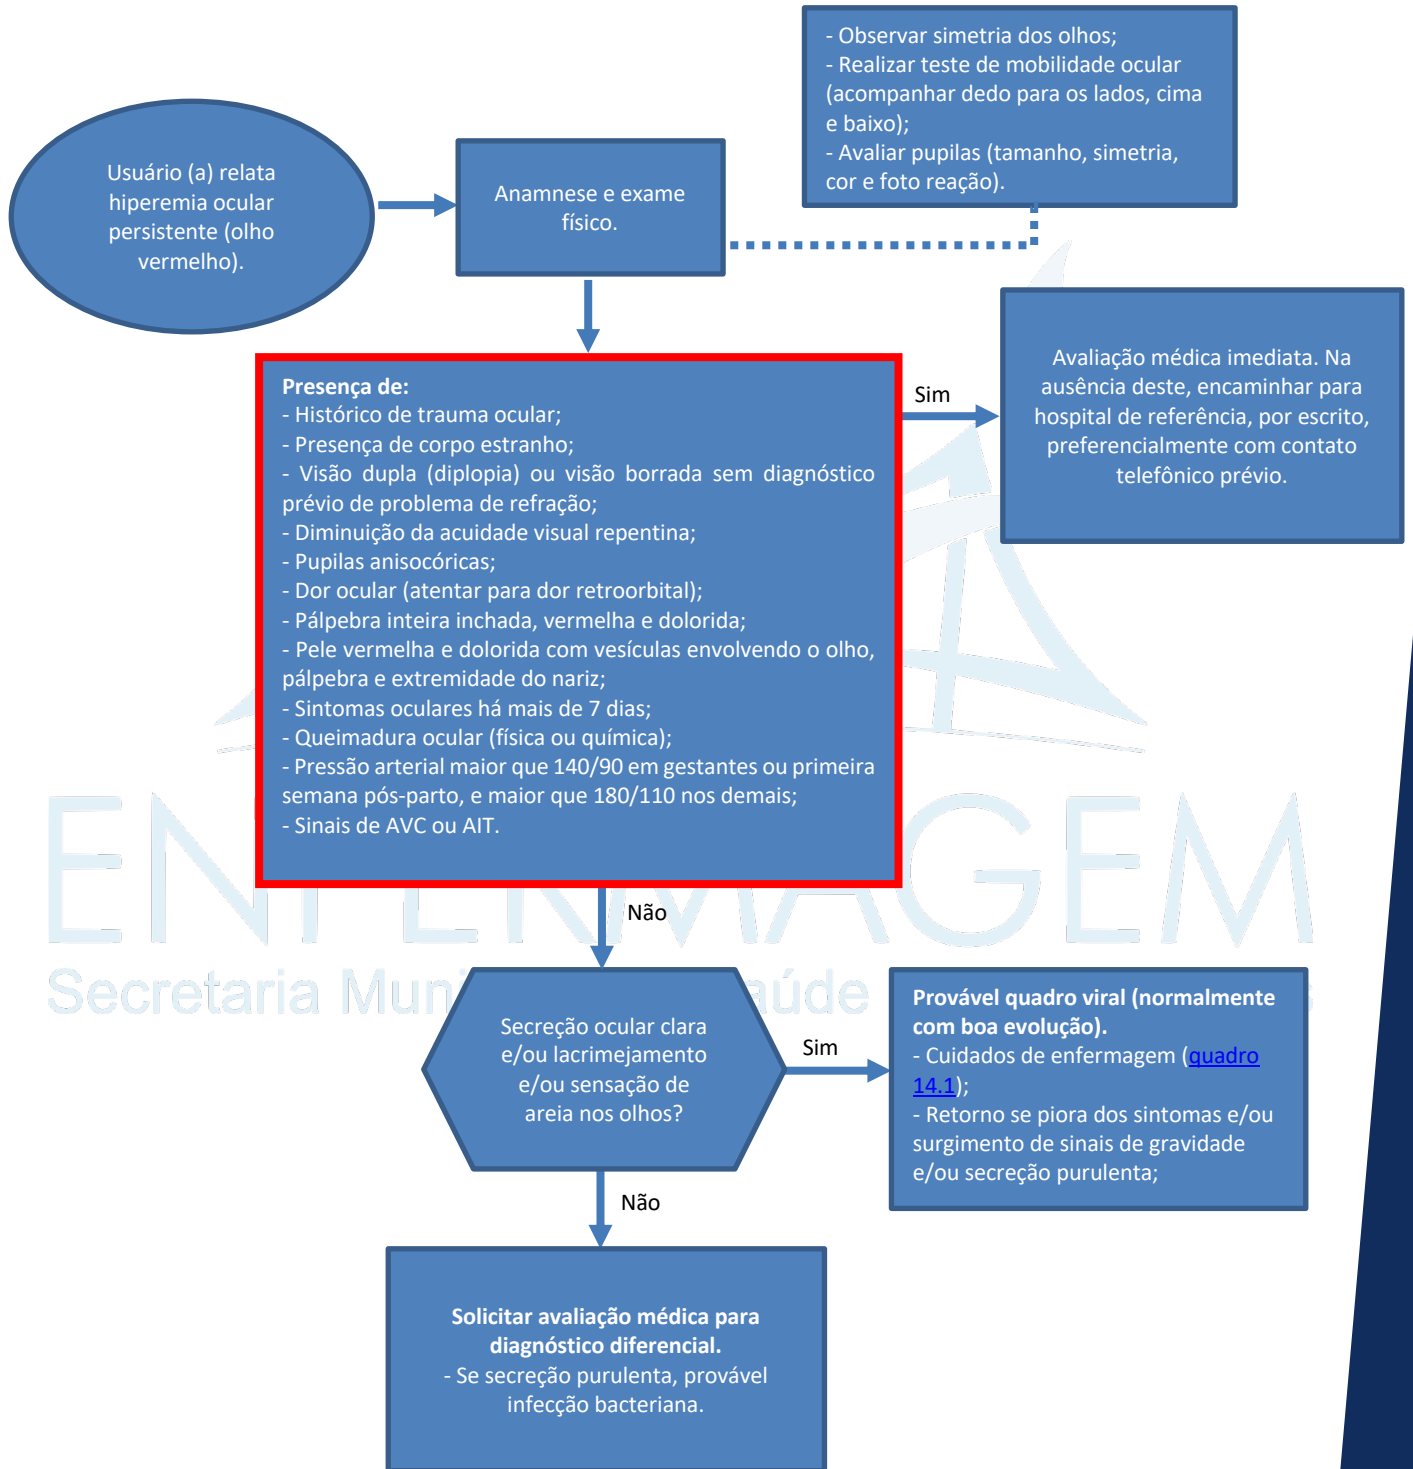 - Observar simetria dos olhos;
- Realizar teste de mobilidade ocular
(acompanhar dedo para os lados, cima
e baixo);
- Avaliar pupilas (tamanho, simetria,
cor e foto reação).
Usuário (a) relata
hiperemia ocular
persistente (olho
vermelho).
Anamnese e exame
físico.
Presença de:
- Histórico de trauma ocular;
- Presença de corpo estranho;
- Visão dupla (diplopia) ou visão borrada sem diagnóstico
prévio de problema de refração;
- Diminuição da acuidade visual repentina;
- Pupilas anisocóricas;
- Dor ocular (atentar para dor retroorbital);
- Pálpebra inteira inchada, vermelha e dolorida;
- Pele vermelha e dolorida com vesículas envolvendo o olho,
pálpebra e extremidade do nariz;
- Sintomas oculares há mais de 7 dias;
- Queimadura ocular (física ou química);
- Pressão arterial maior que 140/90 em gestantes ou primeira
semana pós-parto, e maior que 180/110 nos demais;
- Sinais de AVC ou AIT.
Sim
Avaliação médica imediata. Na
ausência deste, encaminhar para
hospital de referência, por escrito,
preferencialmente com contato
telefônico prévio.
Não
ENFERMAGEM
Secretaria Muni aúde
Secreção ocular clara
e/ou lacrimejamento
e/ou sensação de
areia nos olhos?
Sim
Provável quadro viral (normalmente
com boa evolução).
- Cuidados de enfermagem (quadro
14.1);
- Retorno se piora dos sintomas e/ou
surgimento de sinais de gravidade
e/ou secreção purulenta;
Não
Solicitar avaliação médica para
diagnóstico diferencial.
- Se secreção purulenta, provável
infecção bacteriana.